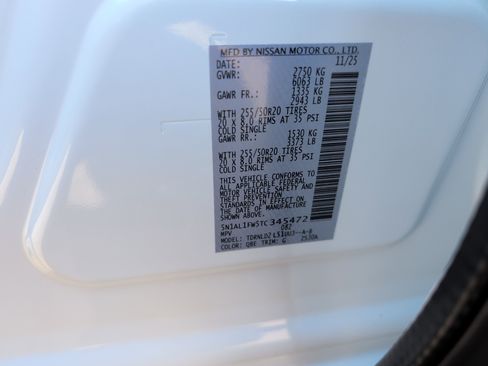 MFD BY NISSAN MOTOR CO., LTD.
DATE: 11/25
GVWR: 2750 KG
6063 LB
GAWR FR.: 1335 KG
2943 LB
WITH 255/50R20 TIRES
20 X 8.0 RIMS AT 35 PSI
COLD SINGLE
GAWR RR.: 1530 KG
3373 LB
WITH 255/50R20 TIRES
20 X 8.0 RIMS AT 35 PSI
COLD SINGLE
THIS VEHICLE CONFORMS TO
ALL APPLICABLE FEDERAL
MOTOR VEHICLE SAFETY AND
THEFT PREVENTION
STANDARDS IN EFFECT ON
THE DATE OF MANUFACTURE
SHOWN ABOVE.
5N1AL1FW5TC345472
MPV 082
MODEL: L51
COLOR: QBE TRIM: G